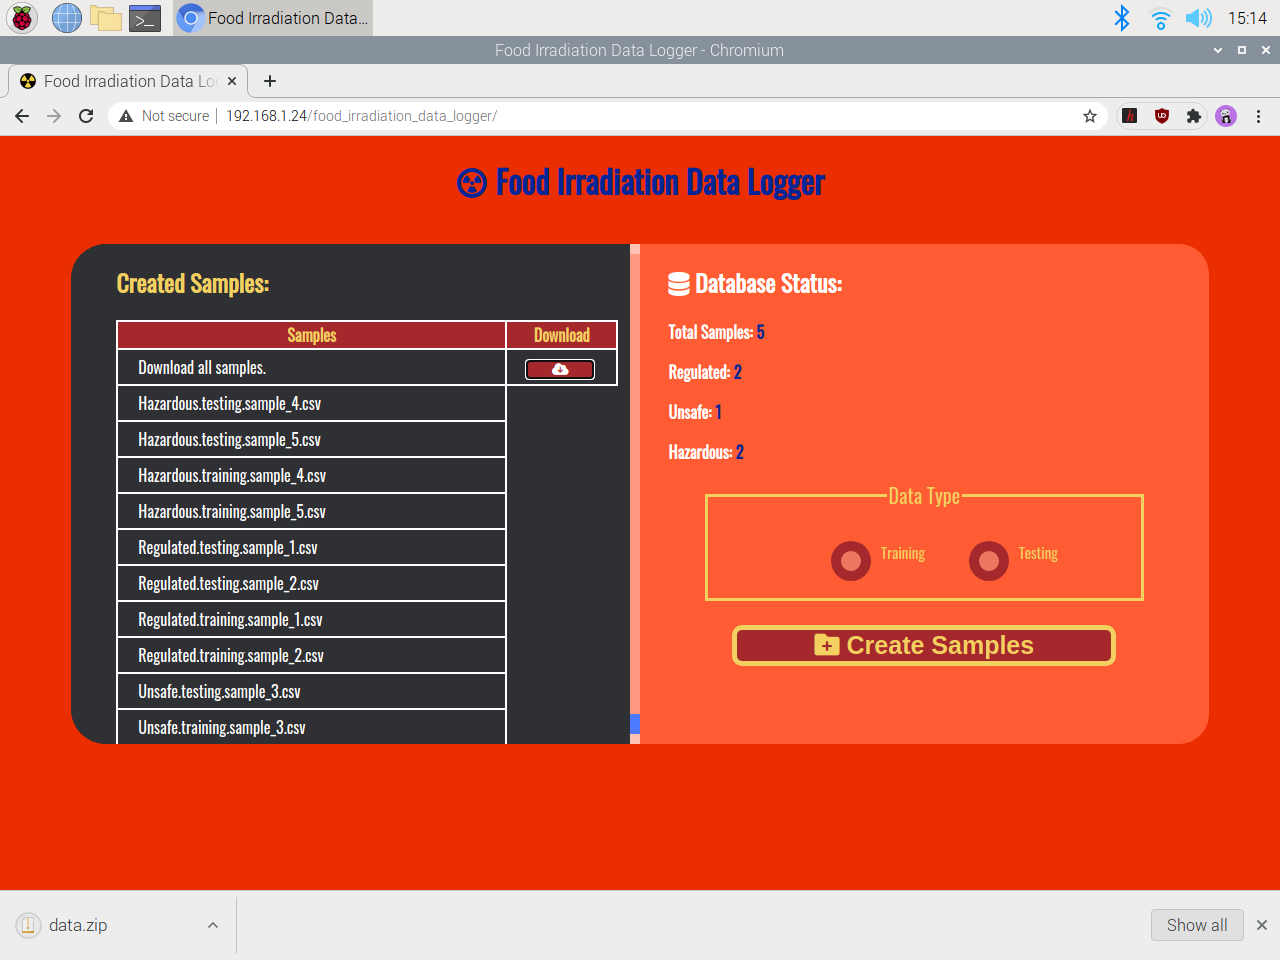 Food Irradiation Data...
15:14
Food Irradiation Data Logger - Chromium
Food Irradiation Data Lo
Not secure
192.168.1.24/food_irradiation_data_logger/
Food Irradiation Data Logger
Created Samples:
Samples Download
Download all samples.
Hazardous.testing.sample_4.csv
Hazardous.testing.sample_5.csv
Hazardous.training.sample_4.csv
Hazardous.training.sample_5.csv
Regulated.testing.sample_1.csv
Regulated.testing.sample_2.csv
Regulated.training.sample_1.csv
Regulated.training.sample_2.csv
Unsafe.testing.sample_3.csv
Unsafe.training.sample_3.csv
Database Status:
Total Samples: 5
Regulated: 2
Unsafe: 1
Hazardous: 2
Data Type
Training Testing
Create Samples
data.zip
Show all